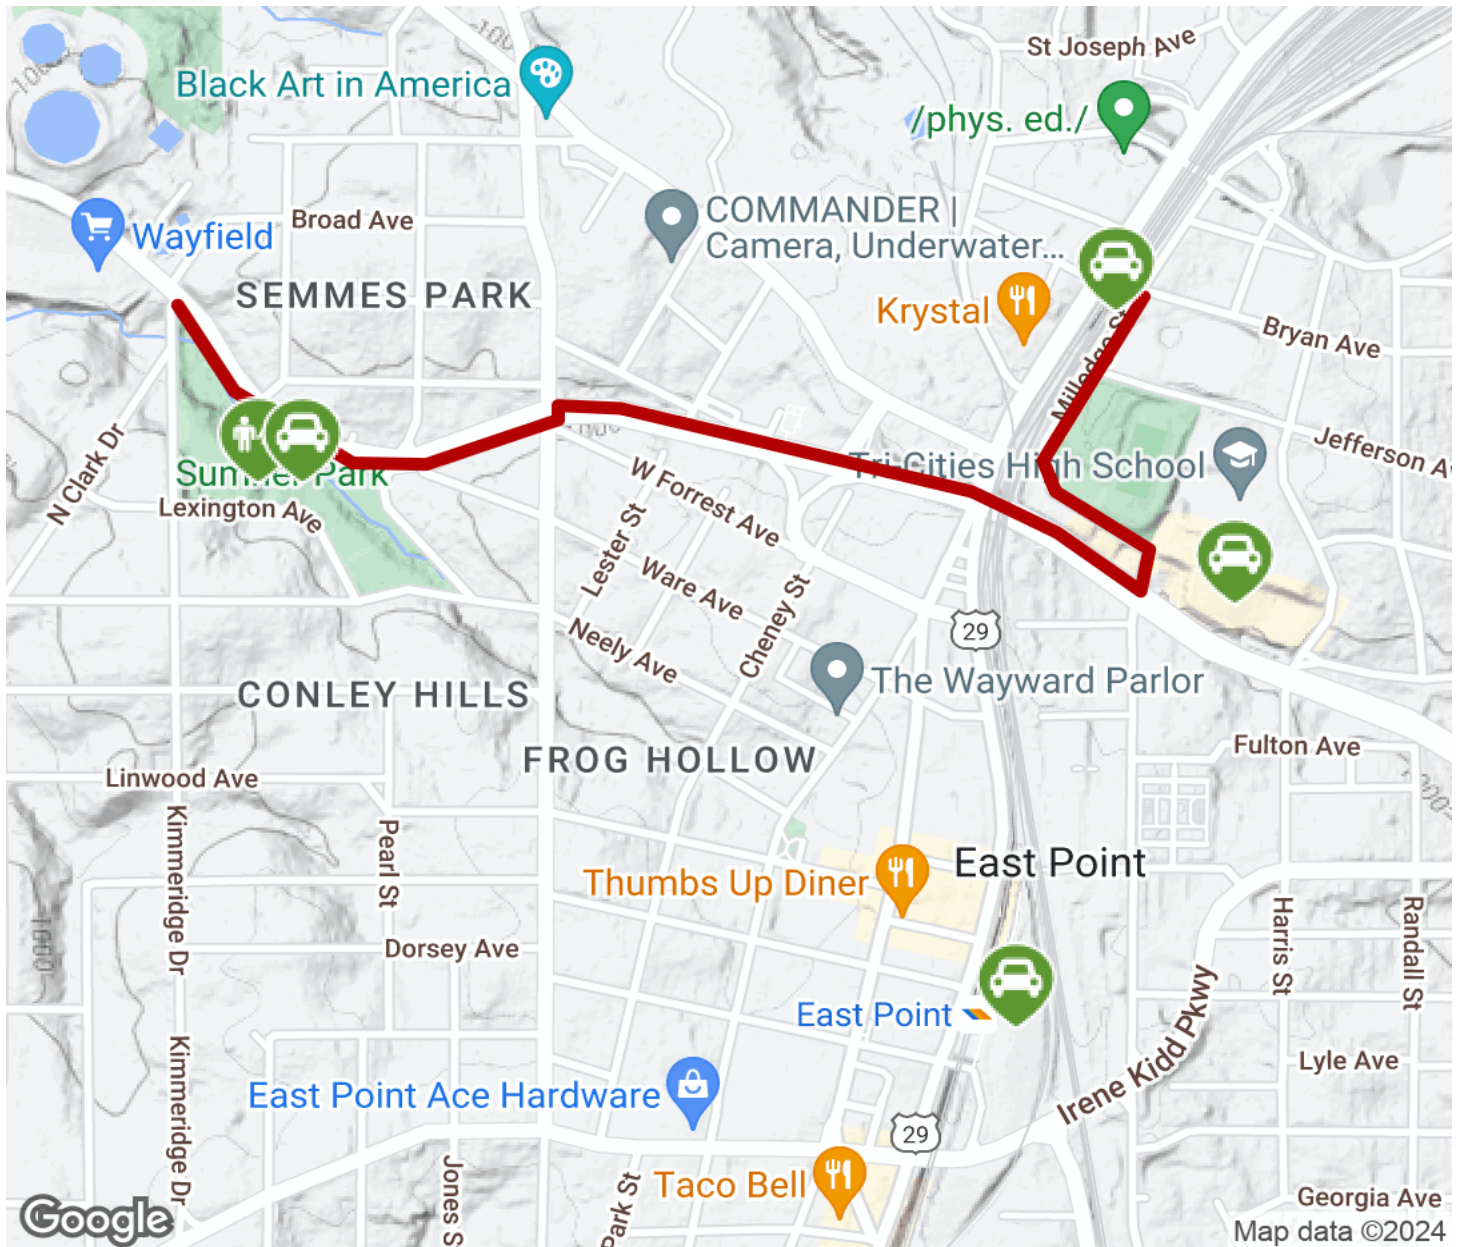 St Joseph Ave
Black Art in America
/phys. ed./
COMMANDER |
Camera, Underwater...
Broad Ave
Wayfield
SEMMES PARK
Krystal
Milledge St
Bryan Ave
N Clark Dr
Sumner Park
Lexington Ave
Tri-Cities High School
Jefferson A
W Forrest Ave
Lester St
Ware Ave
Cheney St
Neely Ave
29
The Wayward Parlor
CONLEY HILLS
FROG HOLLOW
Fulton Ave
Linwood Ave
Kimmeridge Dr
Pearl St
Thumbs Up Diner
East Point
1000
Dorsey Ave
Harris St
Randall St
East Point
Irene Kidd Pkwy
Lyle Ave
Kimmeridge Dr
East Point Ace Hardware
29
Jones S
Park St
Taco Bell
Georgia Ave
Google
Map data ©2024